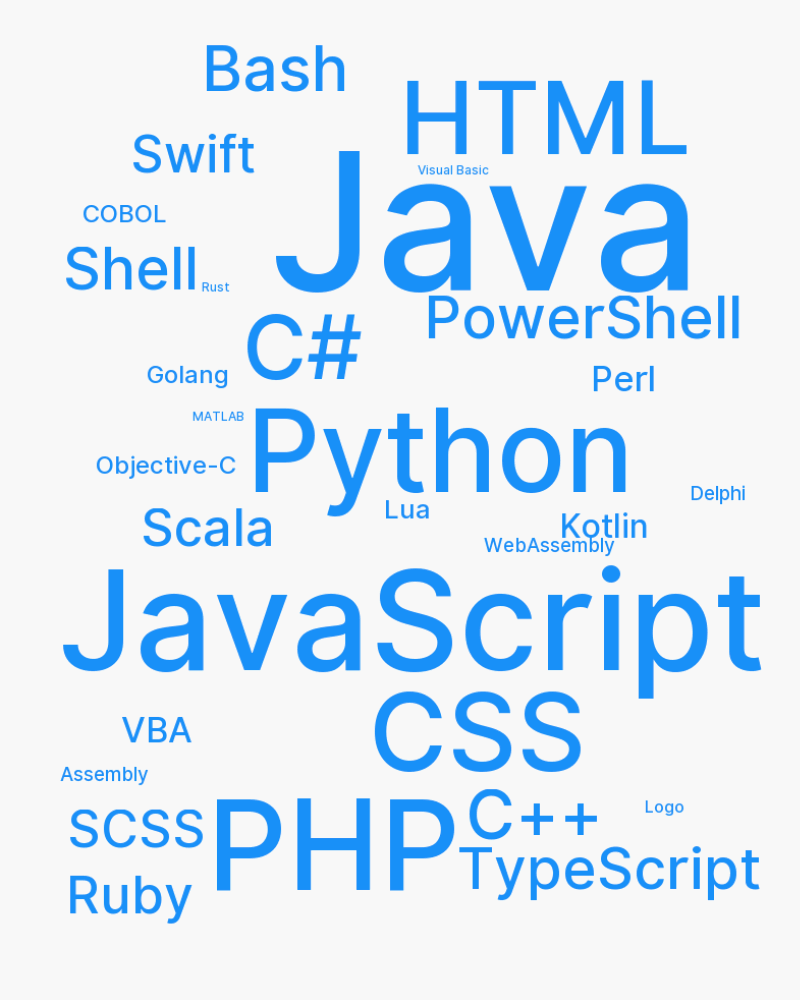 Bash
HTML
Swift
Visual Basic
Java
COBOL
Shell
Rust
PowerShell
C#
Golang
Perl
MATLAB
Python
Objective-C
Delphi
Lua
Scala
Kotlin
WebAssembly
JavaScript
CSS
VBA
Assembly
SCSS
PHP
C++
Logo
TypeScript
Ruby